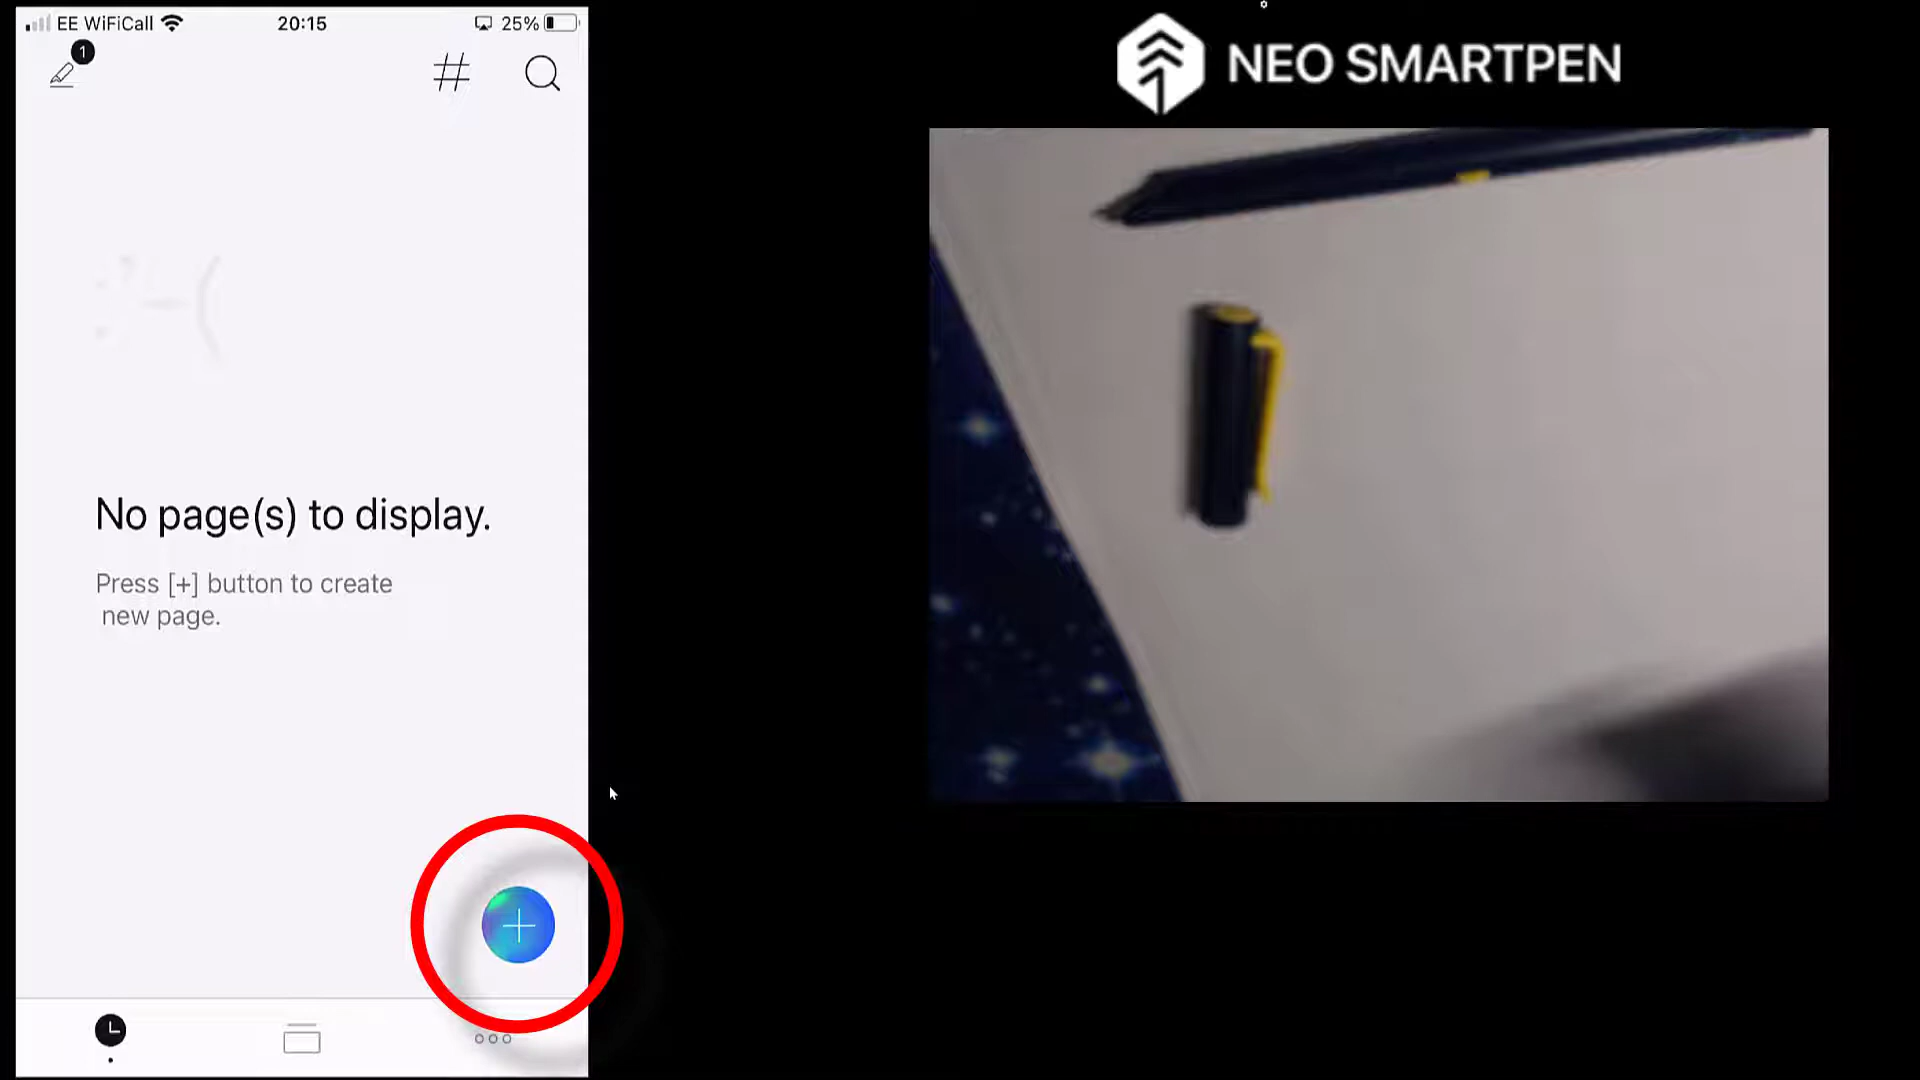 EE WiFiCall 20:15 25%
1
#
NEO SMARTPEN
:'-(
No page(s) to display.
Press [+] button to create
new page.